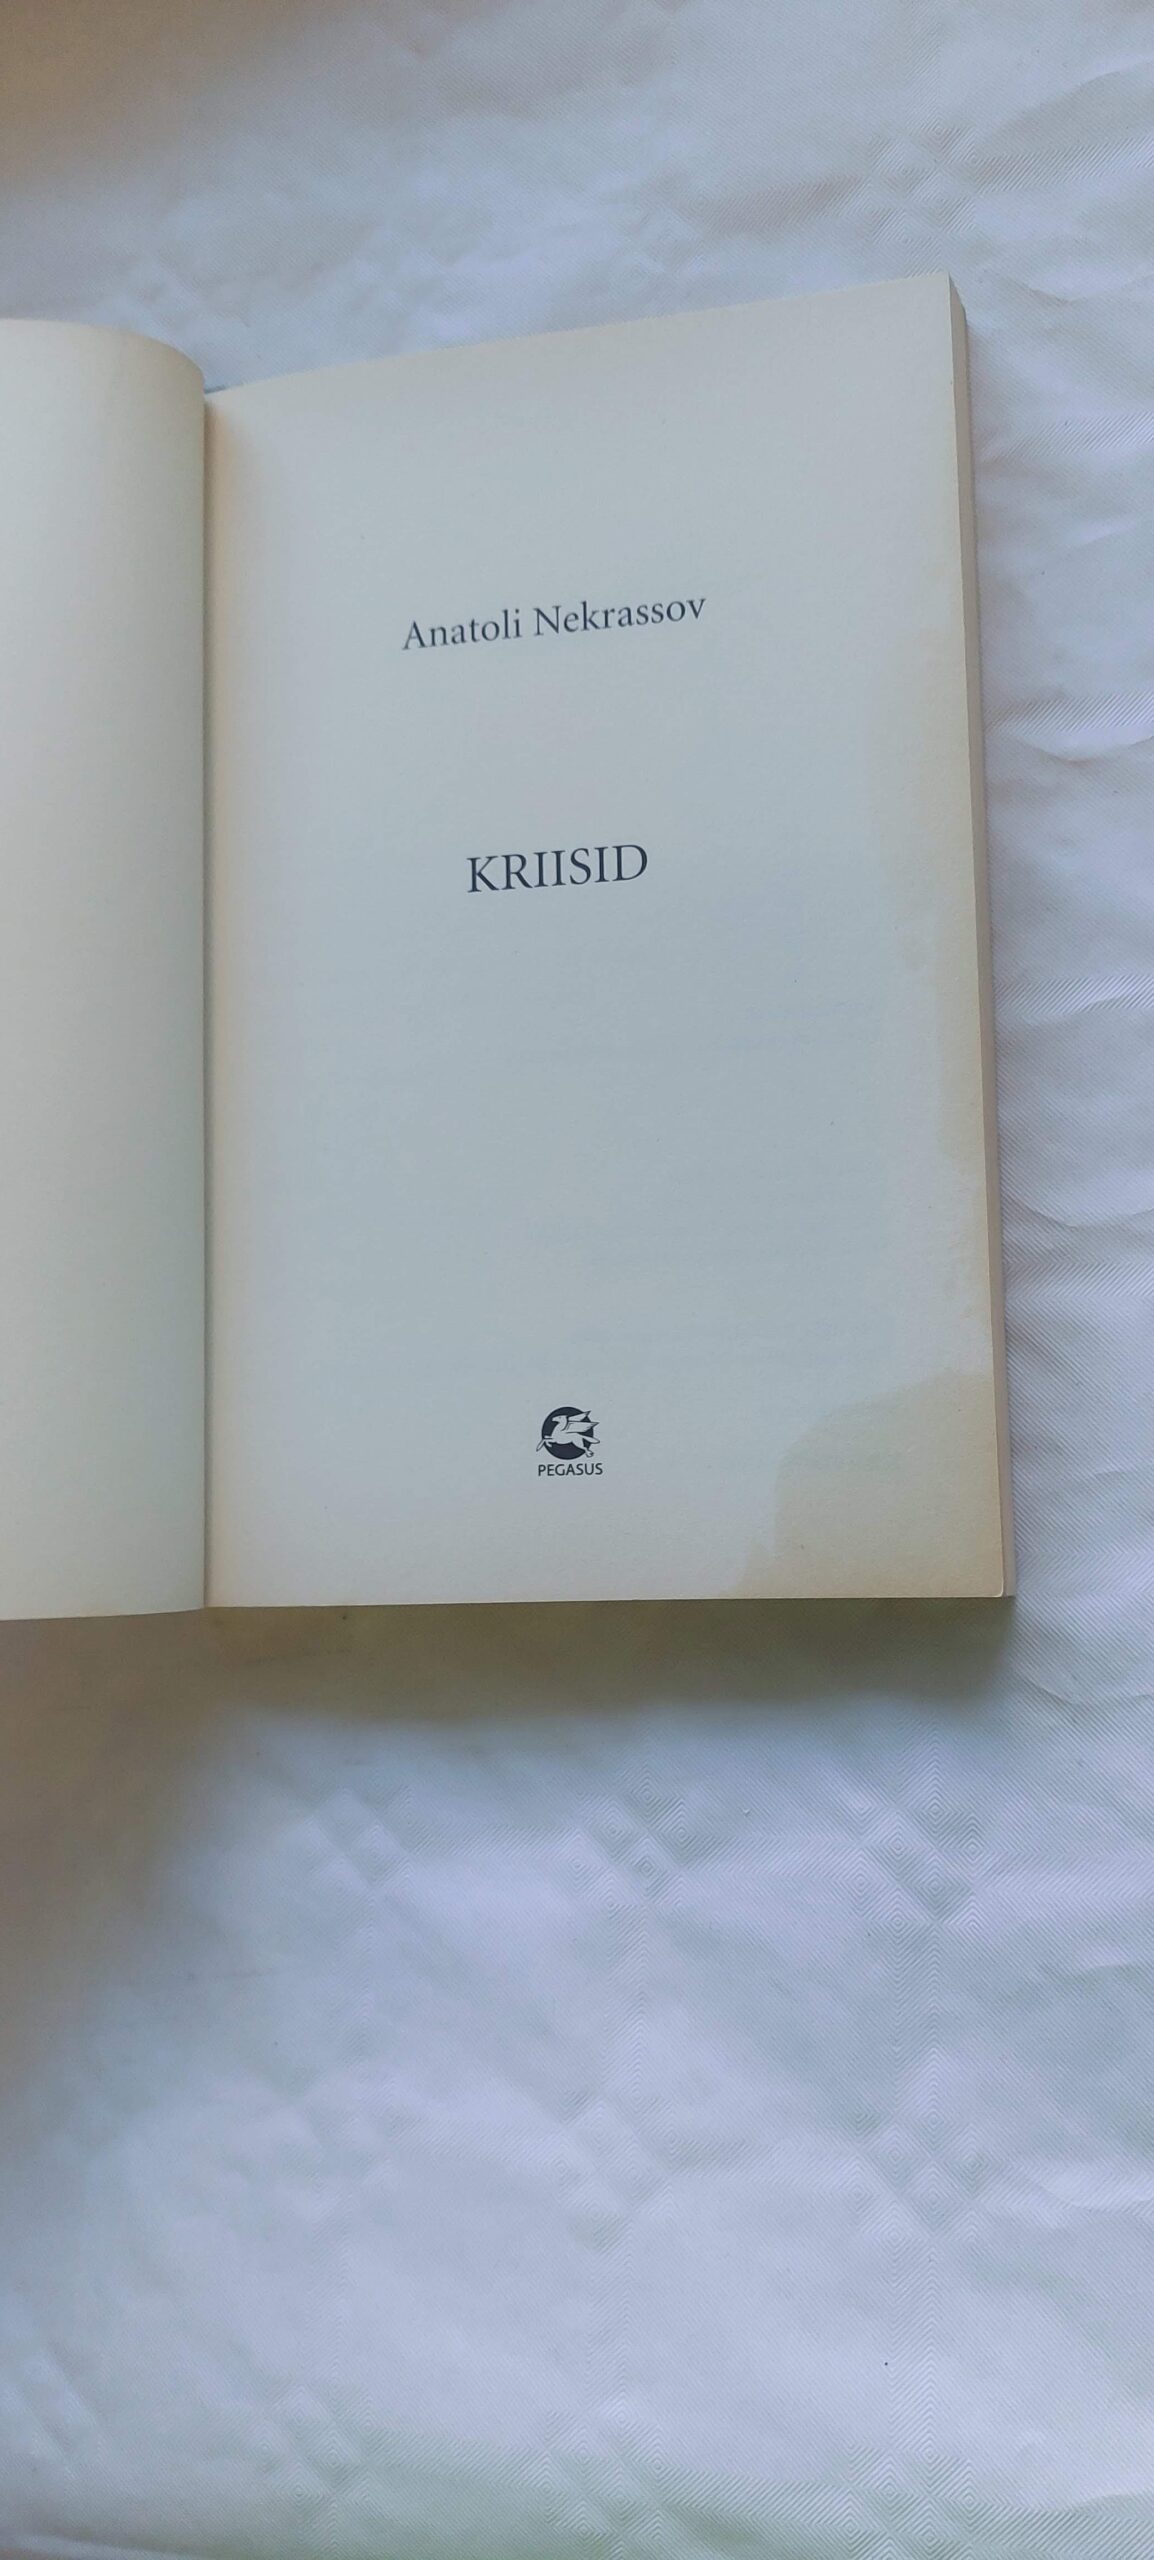 Anatoli Nekrassov
KRIISID
PEGASUS